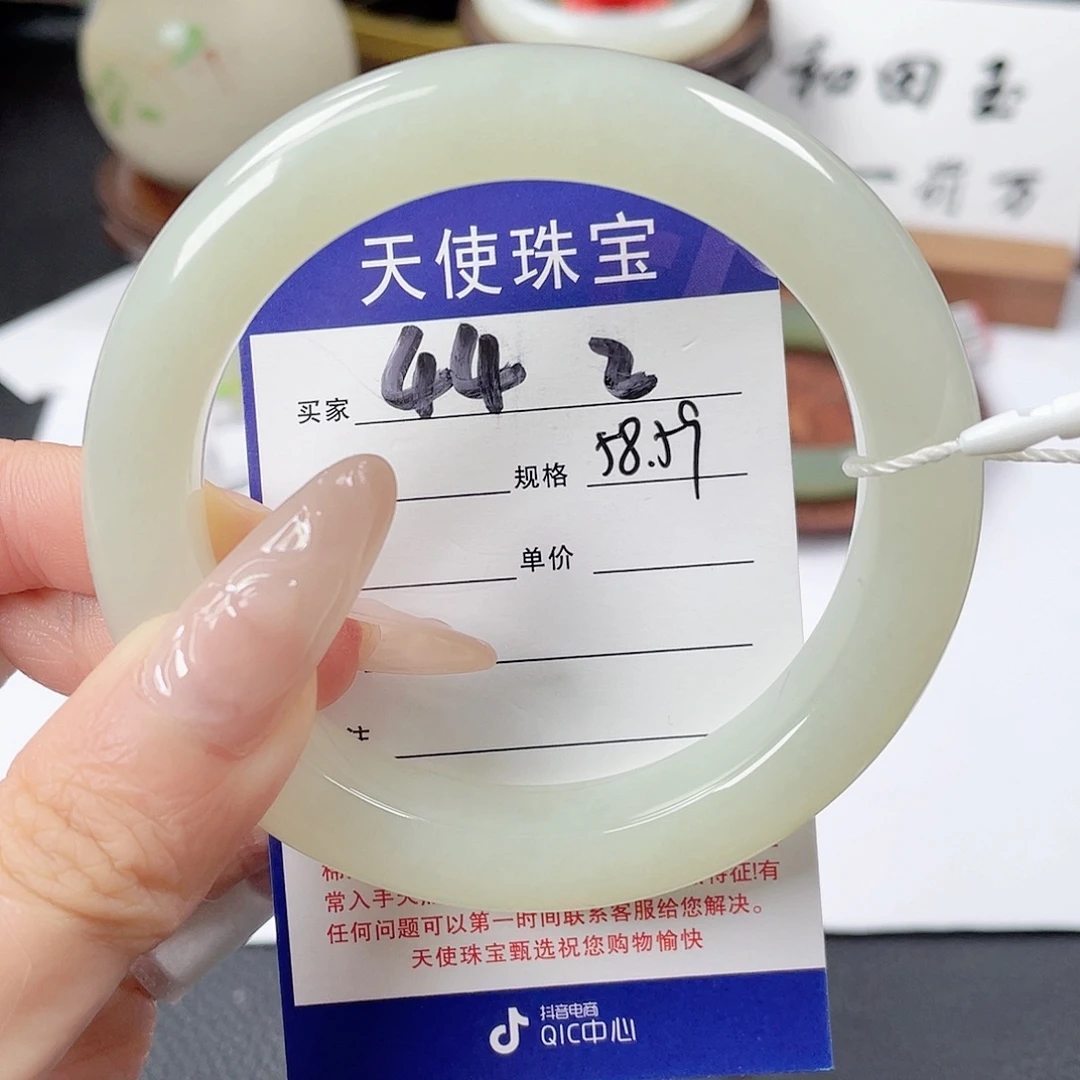 和田玉
天使珠宝
买家 44 2
规格 58.59
单价
常入手
任何问题可以第一时间联系客服给您解决。
天使珠宝甄选祝您购物愉快
抖音电商
QIC中心